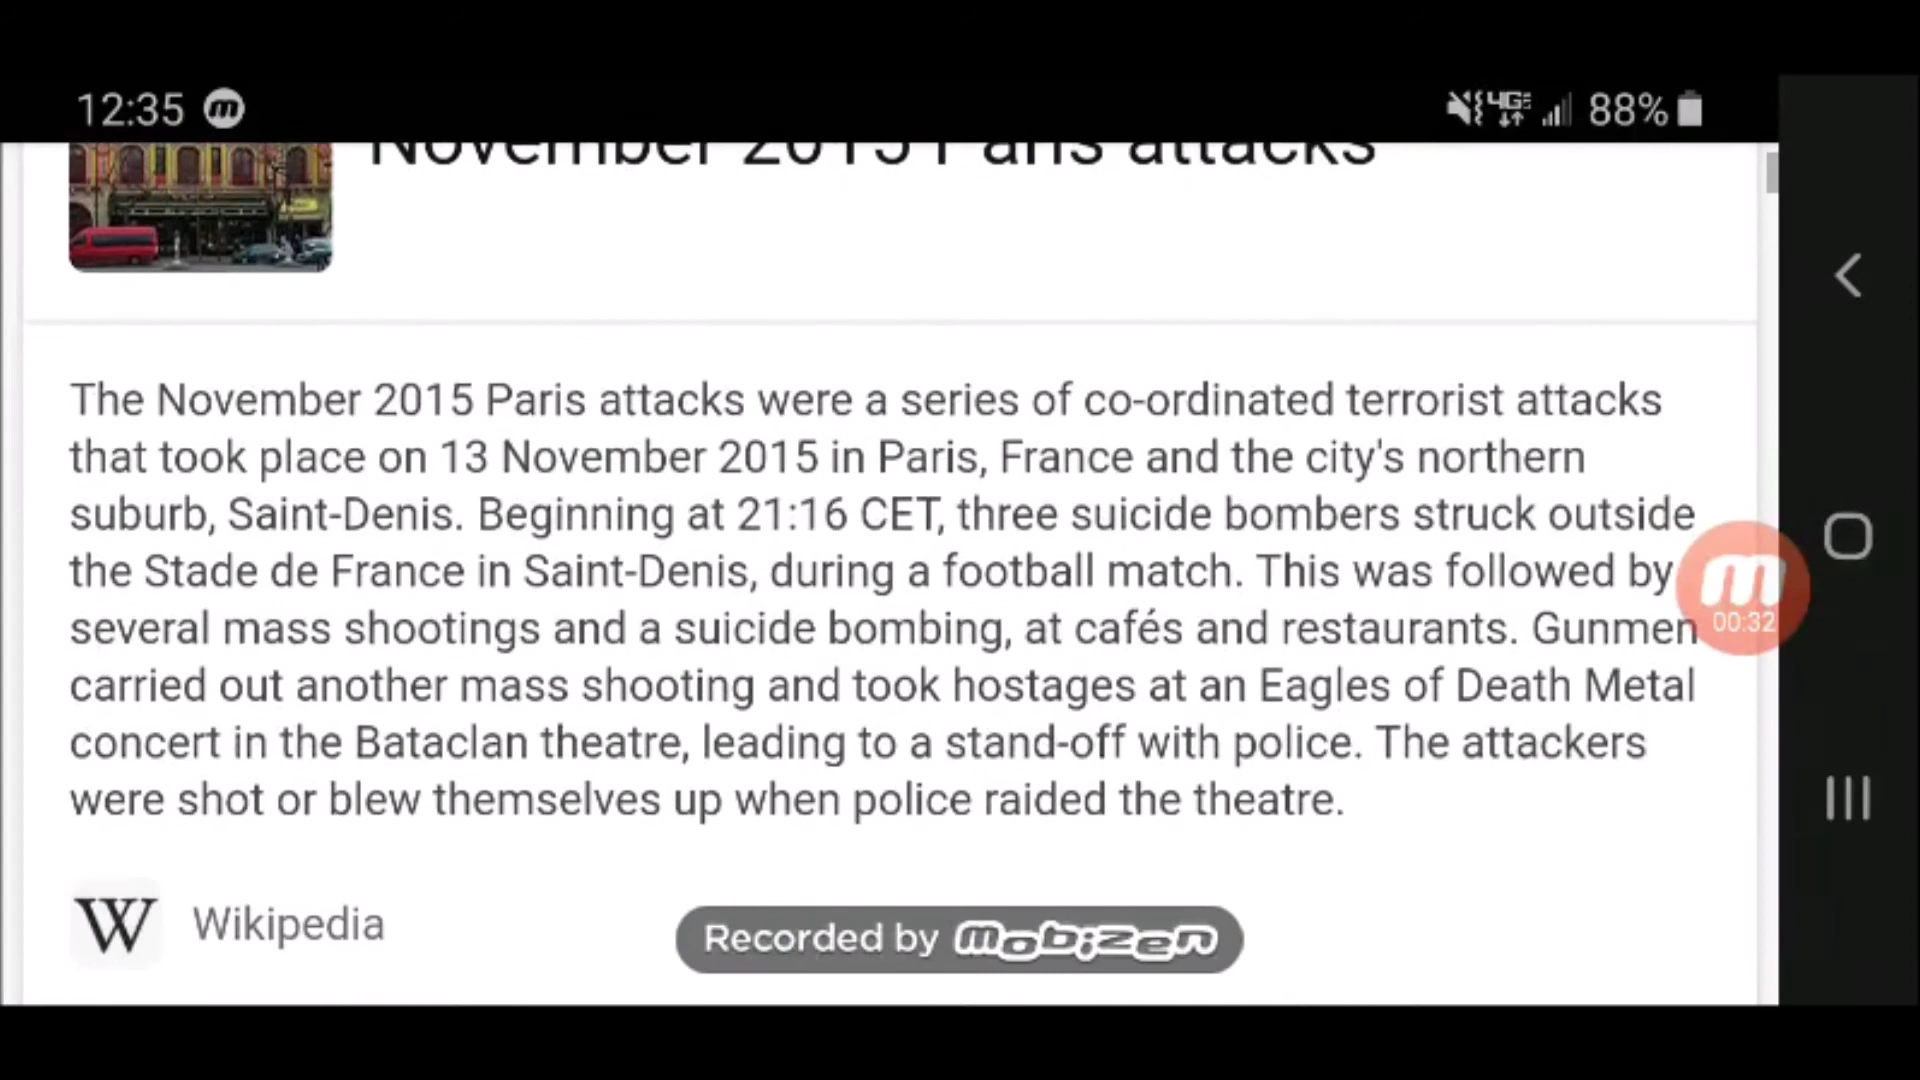 12:35
4GE 88%
November 2015 Paris attacks
The November 2015 Paris attacks were a series of co-ordinated terrorist attacks
that took place on 13 November 2015 in Paris, France and the city's northern
suburb, Saint-Denis. Beginning at 21:16 CET, three suicide bombers struck outside
the Stade de France in Saint-Denis, during a football match. This was followed by
several mass shootings and a suicide bombing, at cafés and restaurants. Gunmen
carried out another mass shooting and took hostages at an Eagles of Death Metal
concert in the Bataclan theatre, leading to a stand-off with police. The attackers
were shot or blew themselves up when police raided the theatre.
00:32
W Wikipedia
Recorded by mobizen